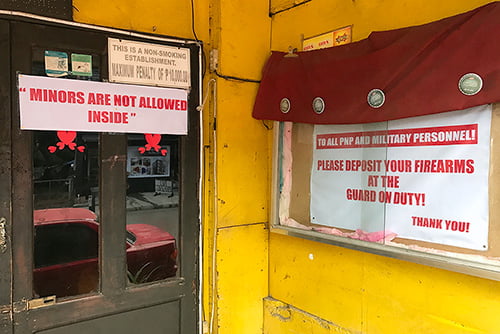 THIS IS A NON-SMOKING
ESTABLISHMENT.
MAXIMUM PENALTY OF ₱10,000.00
" MINORS ARE NOT ALLOWED
INSIDE "
TO ALL PNP AND MILITARY PERSONNEL!
PLEASE DEPOSIT YOUR FIREARMS
AT THE
GUARD ON DUTY!
THANK YOU!